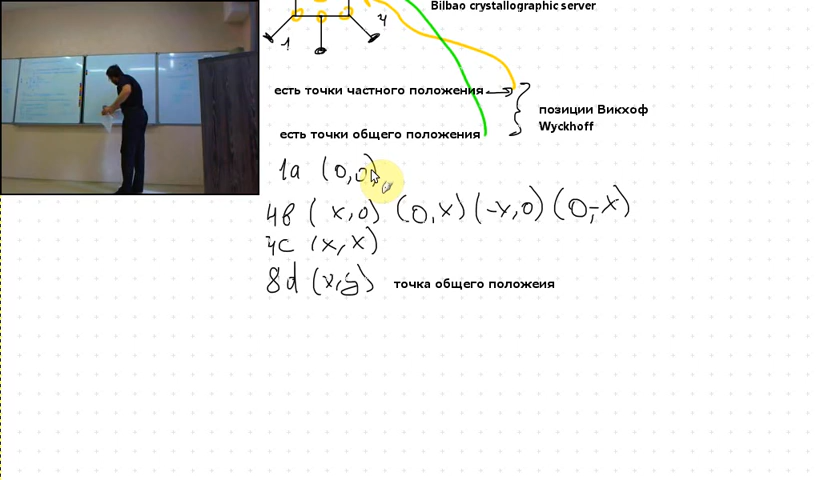 Bilbao crystallographic server
4
1
есть точки частного положения
позиции Викхоф
Wyckhoff
есть точки общего положения
1a (0,0)
4в (x,0) (0,x) (-x,0) (0,-x)
4c (x,x)
8d (x,y) точка общего положеия